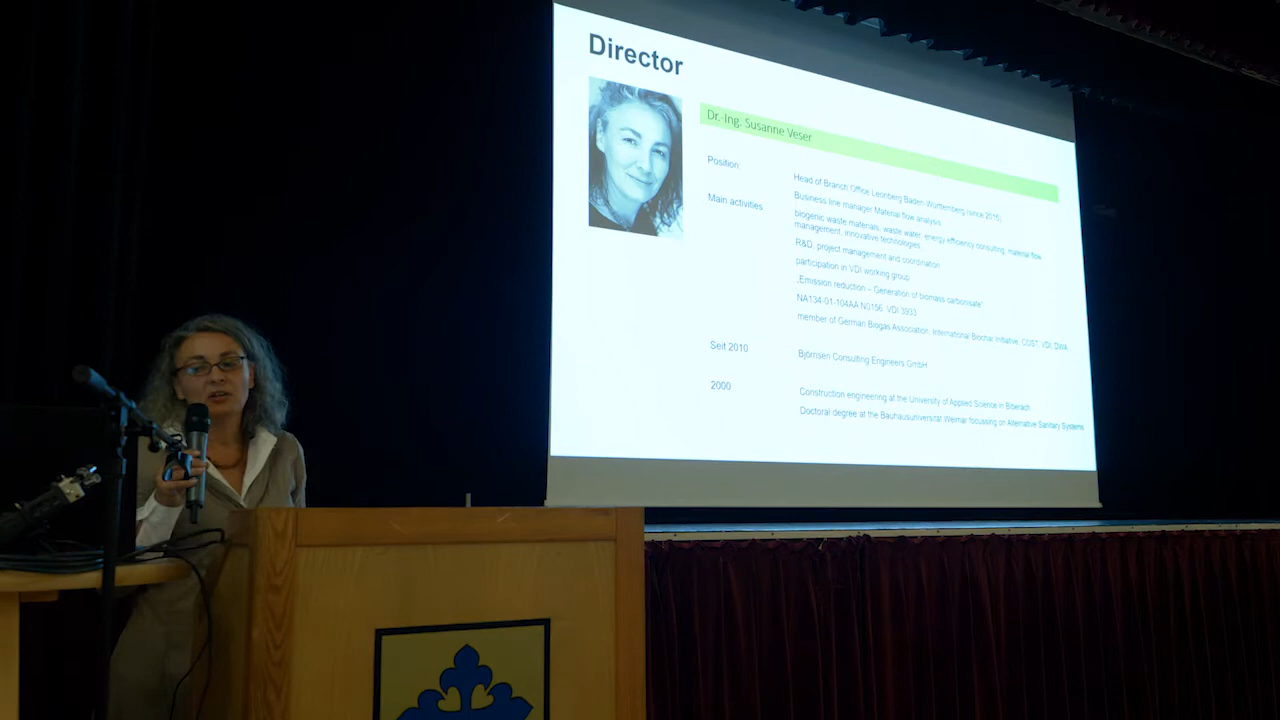 Director
Dr.-Ing. Susanne Veser
Position
Head of Branch Office Leonberg Baden-Württemberg (since 2015),
Business line manager Material flow analysis
Main activities
biogenic waste materials, waste water, energy efficiency consulting, material flow
management, innovative technologies
R&D, project management and coordination
participation in VDI working group
„Emission reduction – Generation of biomass carbonisate"
NA134-01-104AA N0156 VDI 3933
member of German Biogas Association, International Biochar Initiative, COST, VDI, DWA
Seit 2010
Björnsen Consulting Engineers GmbH
2000
Construction engineering at the University of Applied Science in Biberach
Doctoral degree at the Bauhausuniversität Weimar focussing on Alternative Sanitary Systems